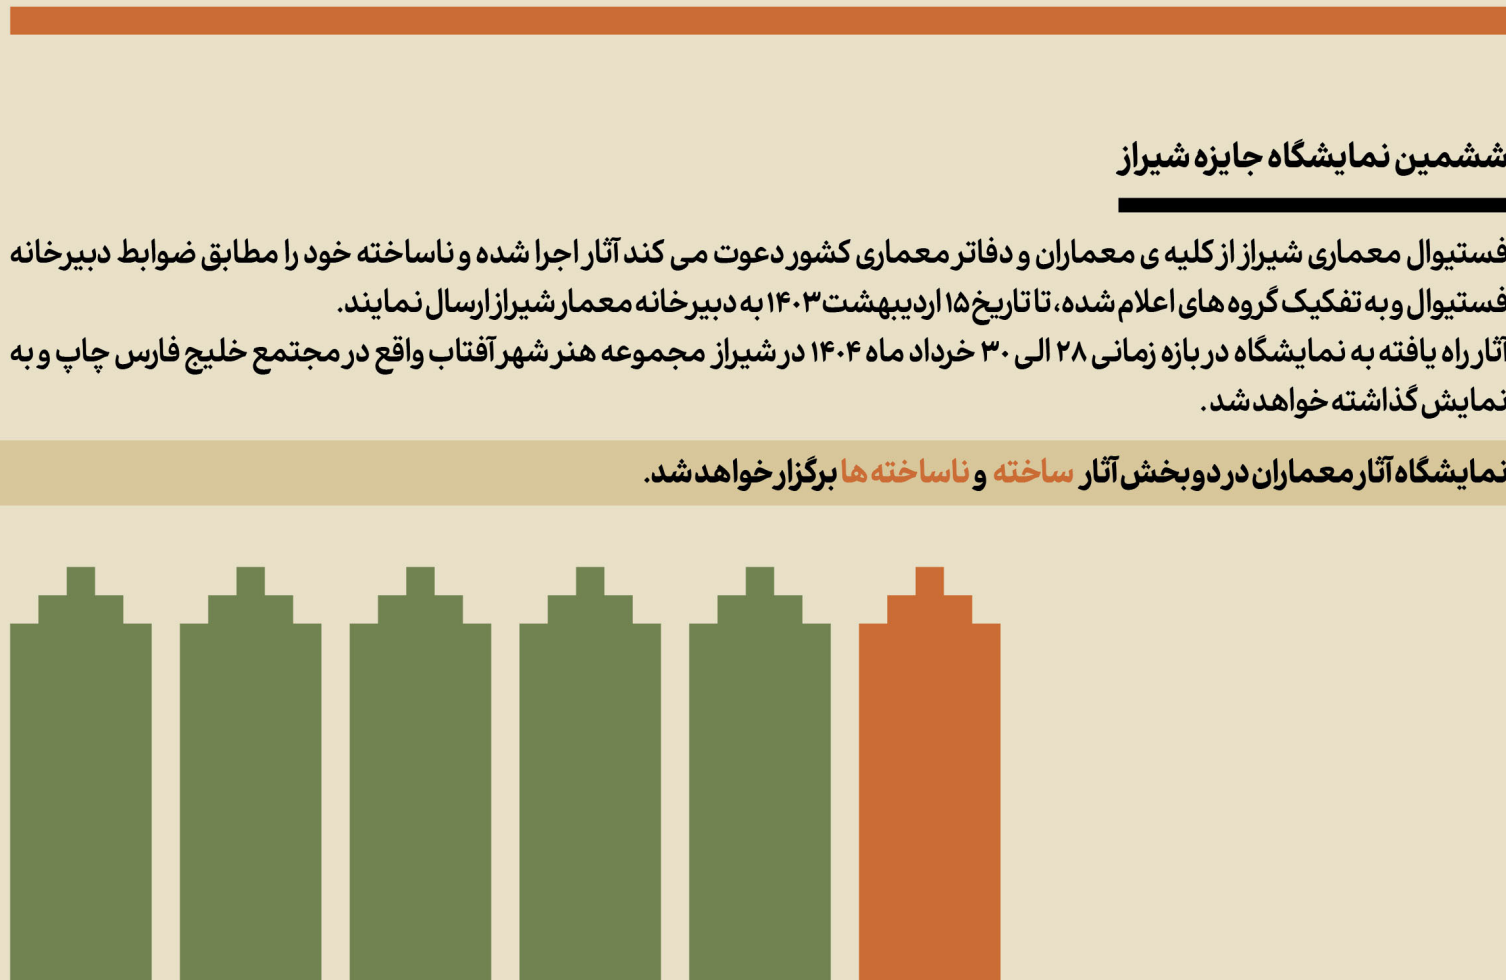 ششمین نمایشگاه جایزه شیراز
فستیوال معماری شیراز از کلیه ی معماران و دفاتر معماری کشور دعوت می کند آثار اجرا شده و ناساخته خود را مطابق ضوابط دبیرخانه
فستیوال و به تفکیک گروه های اعلام شده، تا تاریخ ۱۵ اردیبهشت ۱۴۰۳ به دبیرخانه معمار شیراز ارسال نمایند.
آثار راه یافته به نمایشگاه در بازه زمانی ۲۸ الی ۳۰ خرداد ماه ۱۴۰۴ در شیراز مجموعه هنر شهر آفتاب واقع در مجتمع خلیج فارس چاپ و به
نمایش گذاشته خواهد شد .
نمایشگاه آثار معماران در دو بخش آثار ساخته و ناساخته ها برگزار خواهد شد.